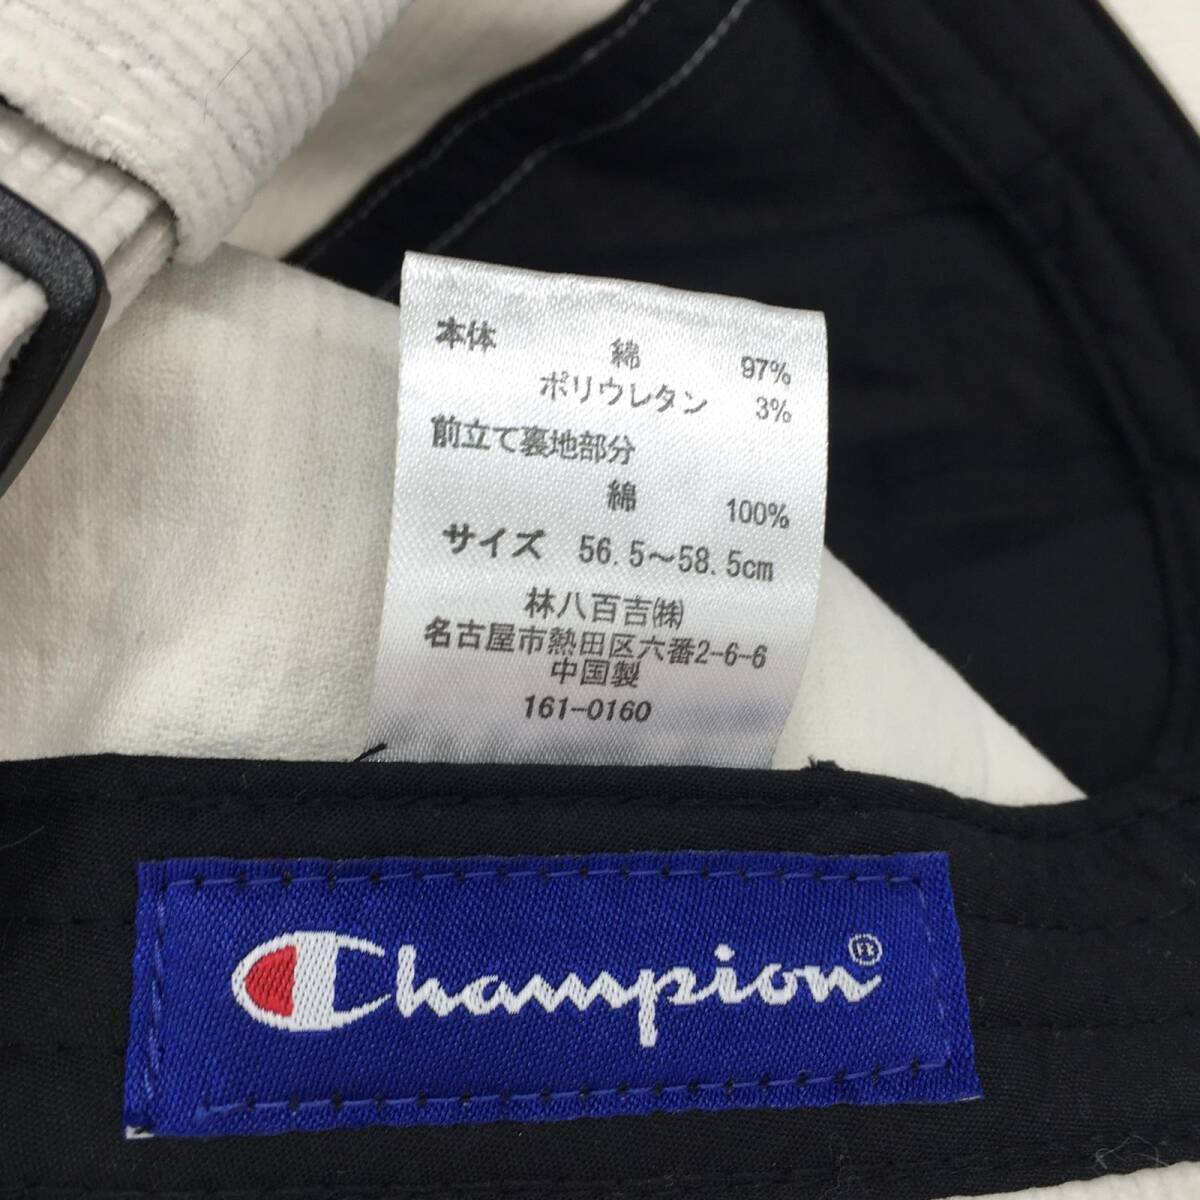 本体 綿 97%
ポリウレタン 3%
前立て裏地部分
綿 100%
サイズ 56.5～58.5cm
林八百吉㈱
名古屋市熱田区六番2-6-6
中国製
161-0160
Champion®